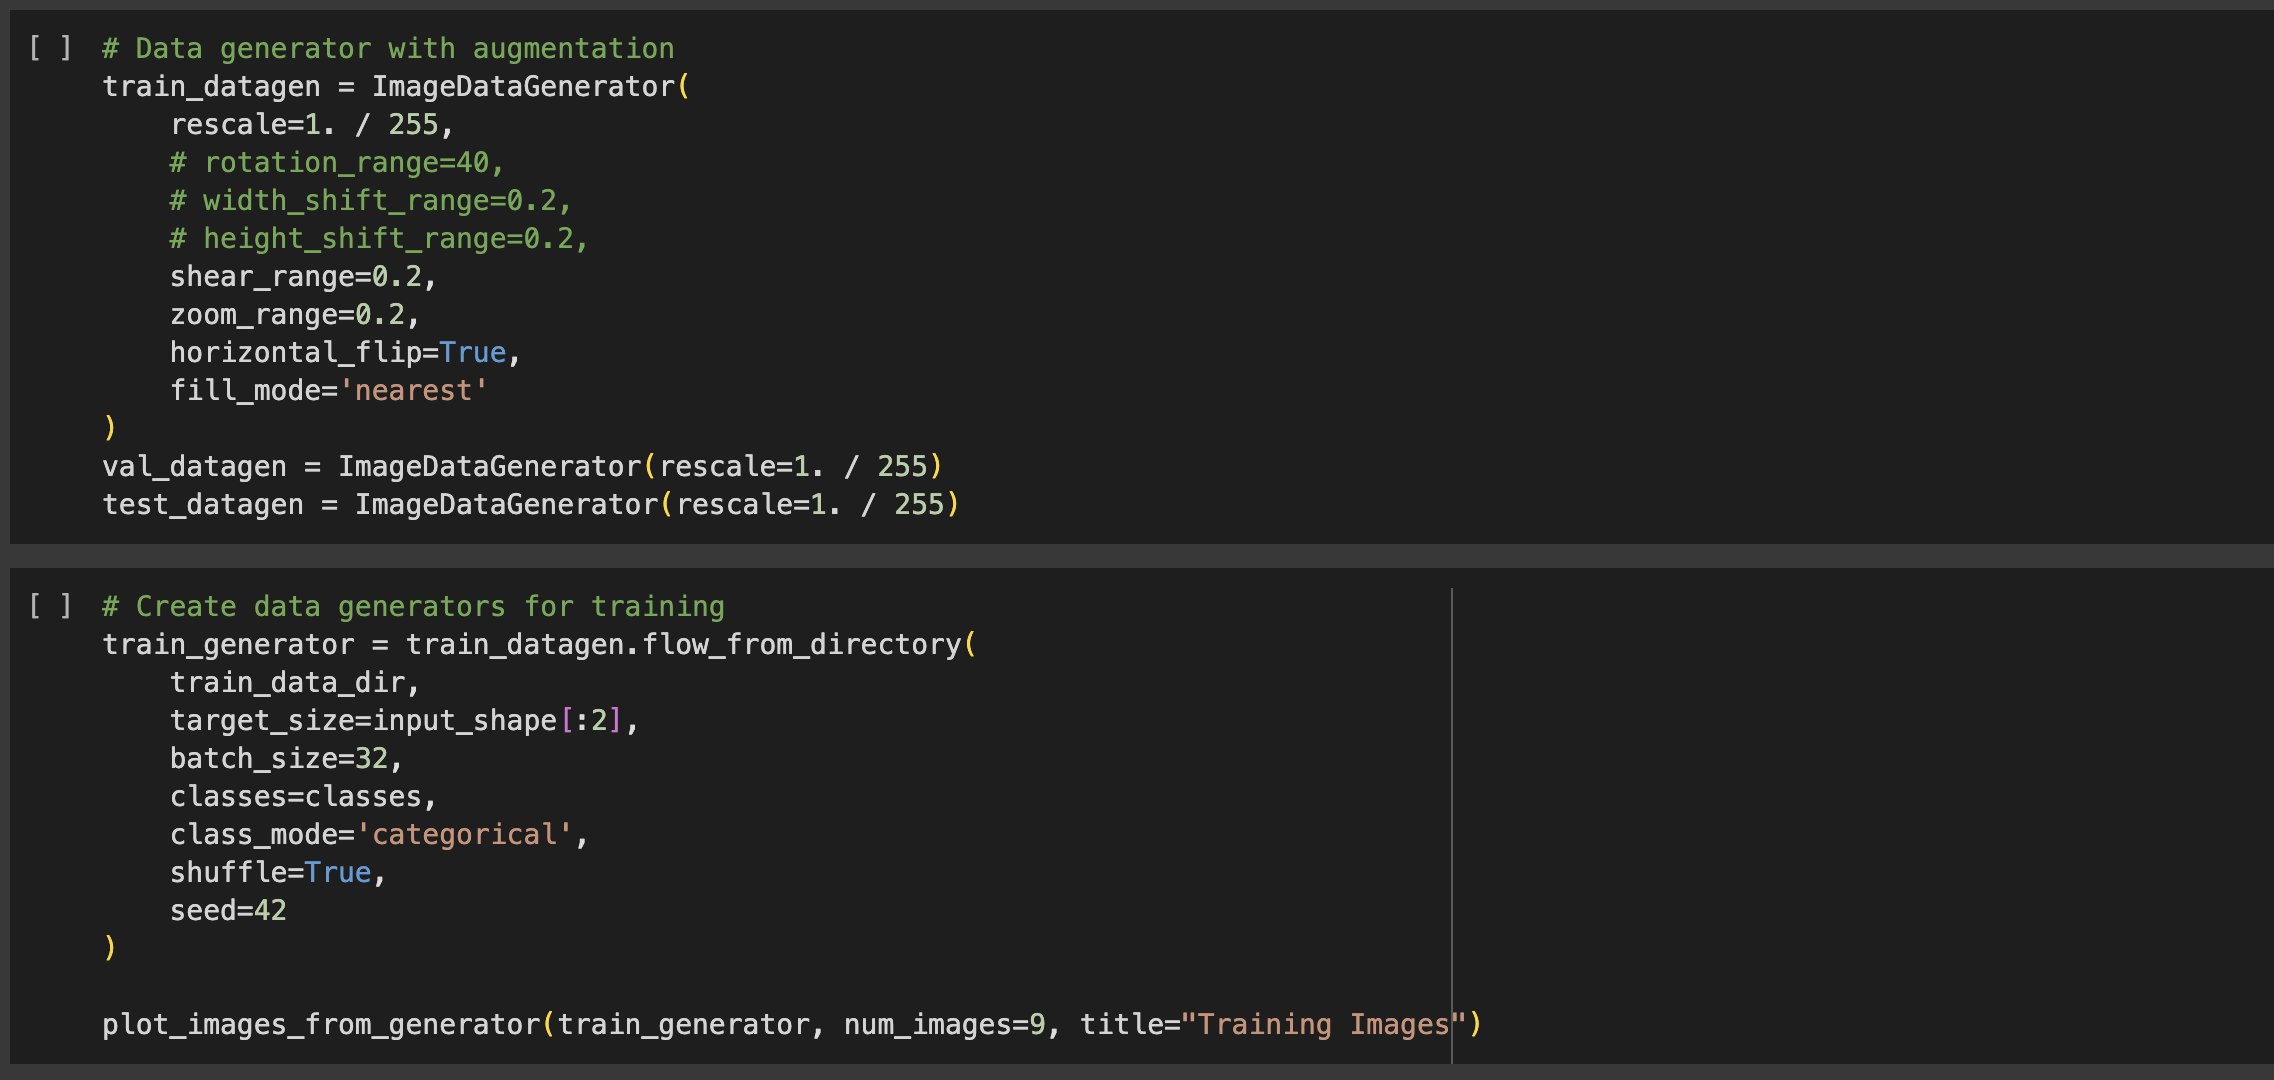 [ ] # Data generator with augmentation
train_datagen = ImageDataGenerator(
    rescale=1. / 255,
    # rotation_range=40,
    # width_shift_range=0.2,
    # height_shift_range=0.2,
    shear_range=0.2,
    zoom_range=0.2,
    horizontal_flip=True,
    fill_mode='nearest'
)
val_datagen = ImageDataGenerator(rescale=1. / 255)
test_datagen = ImageDataGenerator(rescale=1. / 255)
[ ] # Create data generators for training
train_generator = train_datagen.flow_from_directory(
    train_data_dir,
    target_size=input_shape[:2],
    batch_size=32,
    classes=classes,
    class_mode='categorical',
    shuffle=True,
    seed=42
)
plot_images_from_generator(train_generator, num_images=9, title="Training Images")